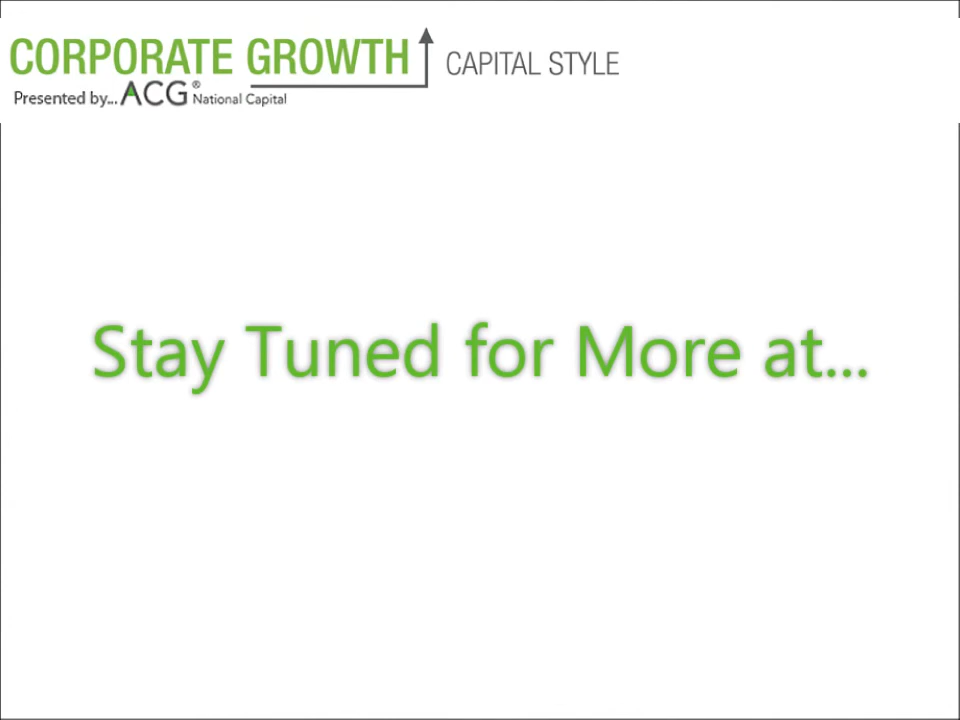 CORPORATE GROWTH CAPITAL STYLE
Presented by... ACG® National Capital
Stay Tuned for More at...